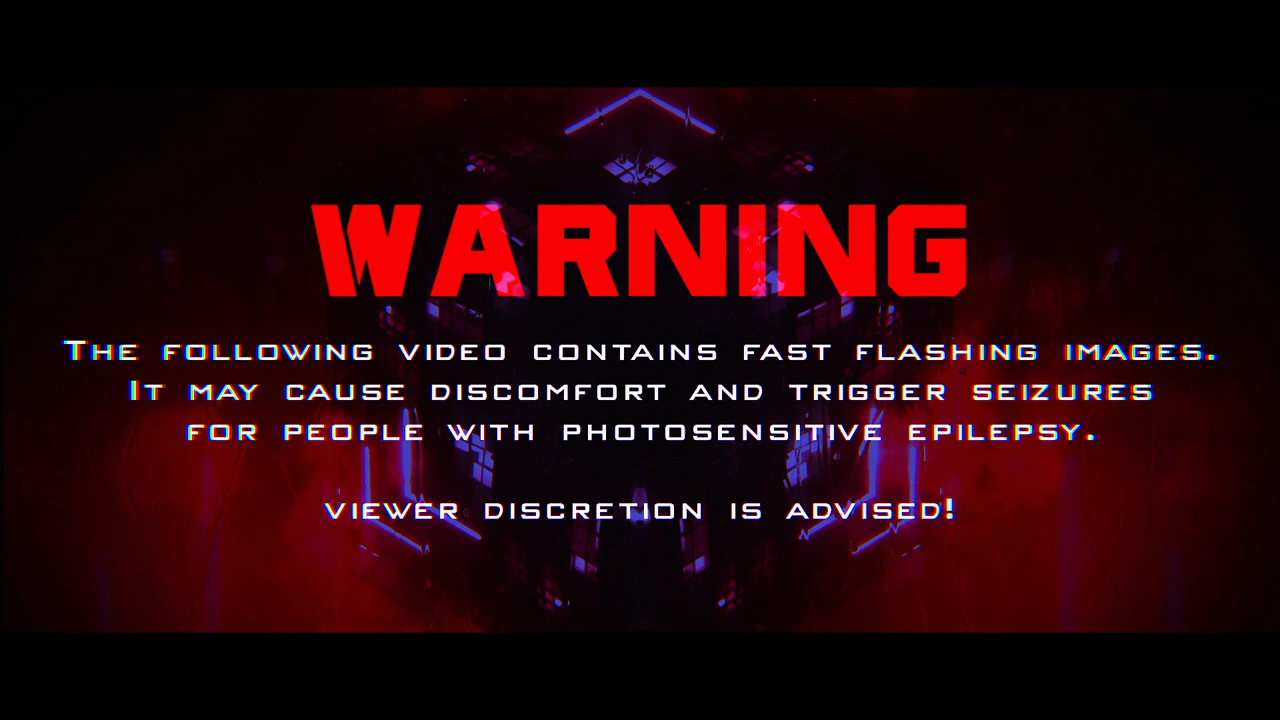 WARNING
The following video contains fast flashing images.
It may cause discomfort and trigger seizures
for people with photosensitive epilepsy.
viewer discretion is advised!